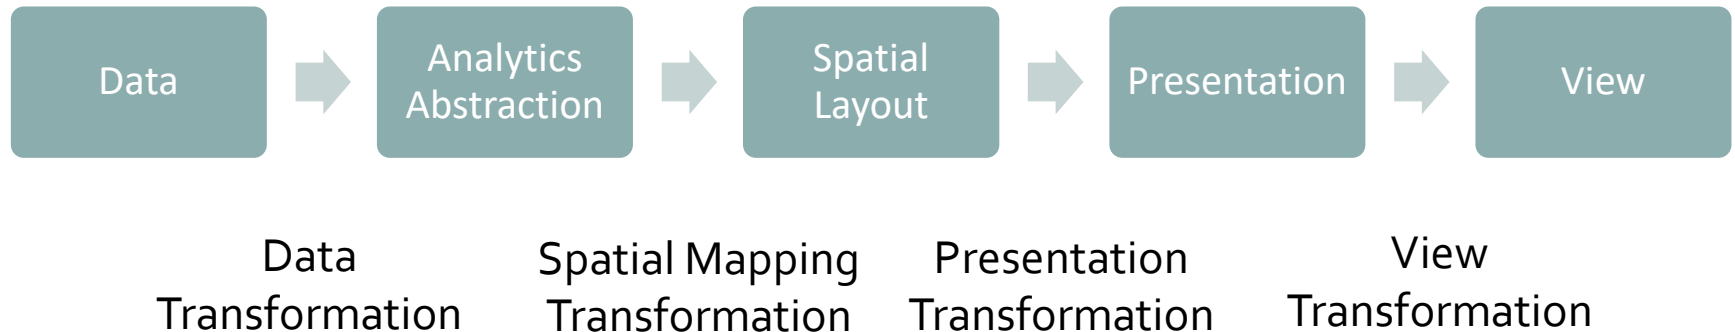 Data
Analytics
Abstraction
Spatial
Layout
Presentation
View
Data
Transformation
Spatial Mapping
Transformation
Presentation
Transformation
View
Transformation